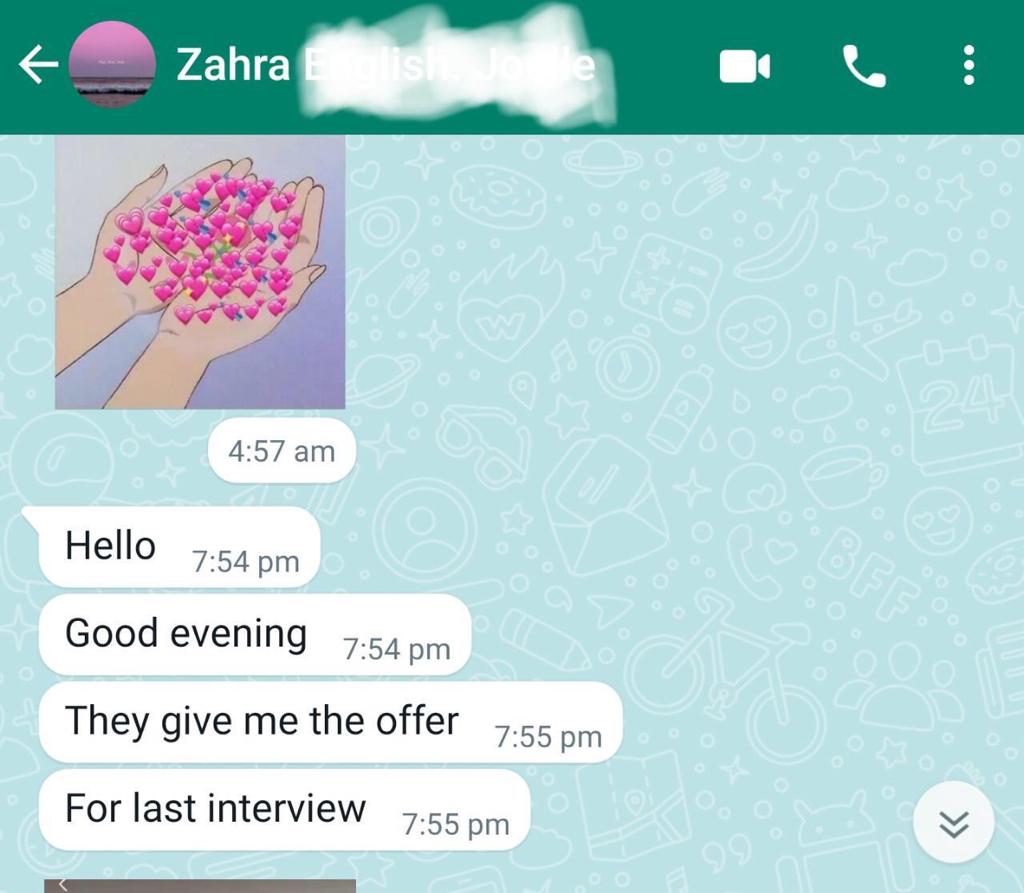 Zahra
4:57 am
Hello 7:54 pm
Good evening 7:54 pm
They give me the offer 7:55 pm
For last interview 7:55 pm